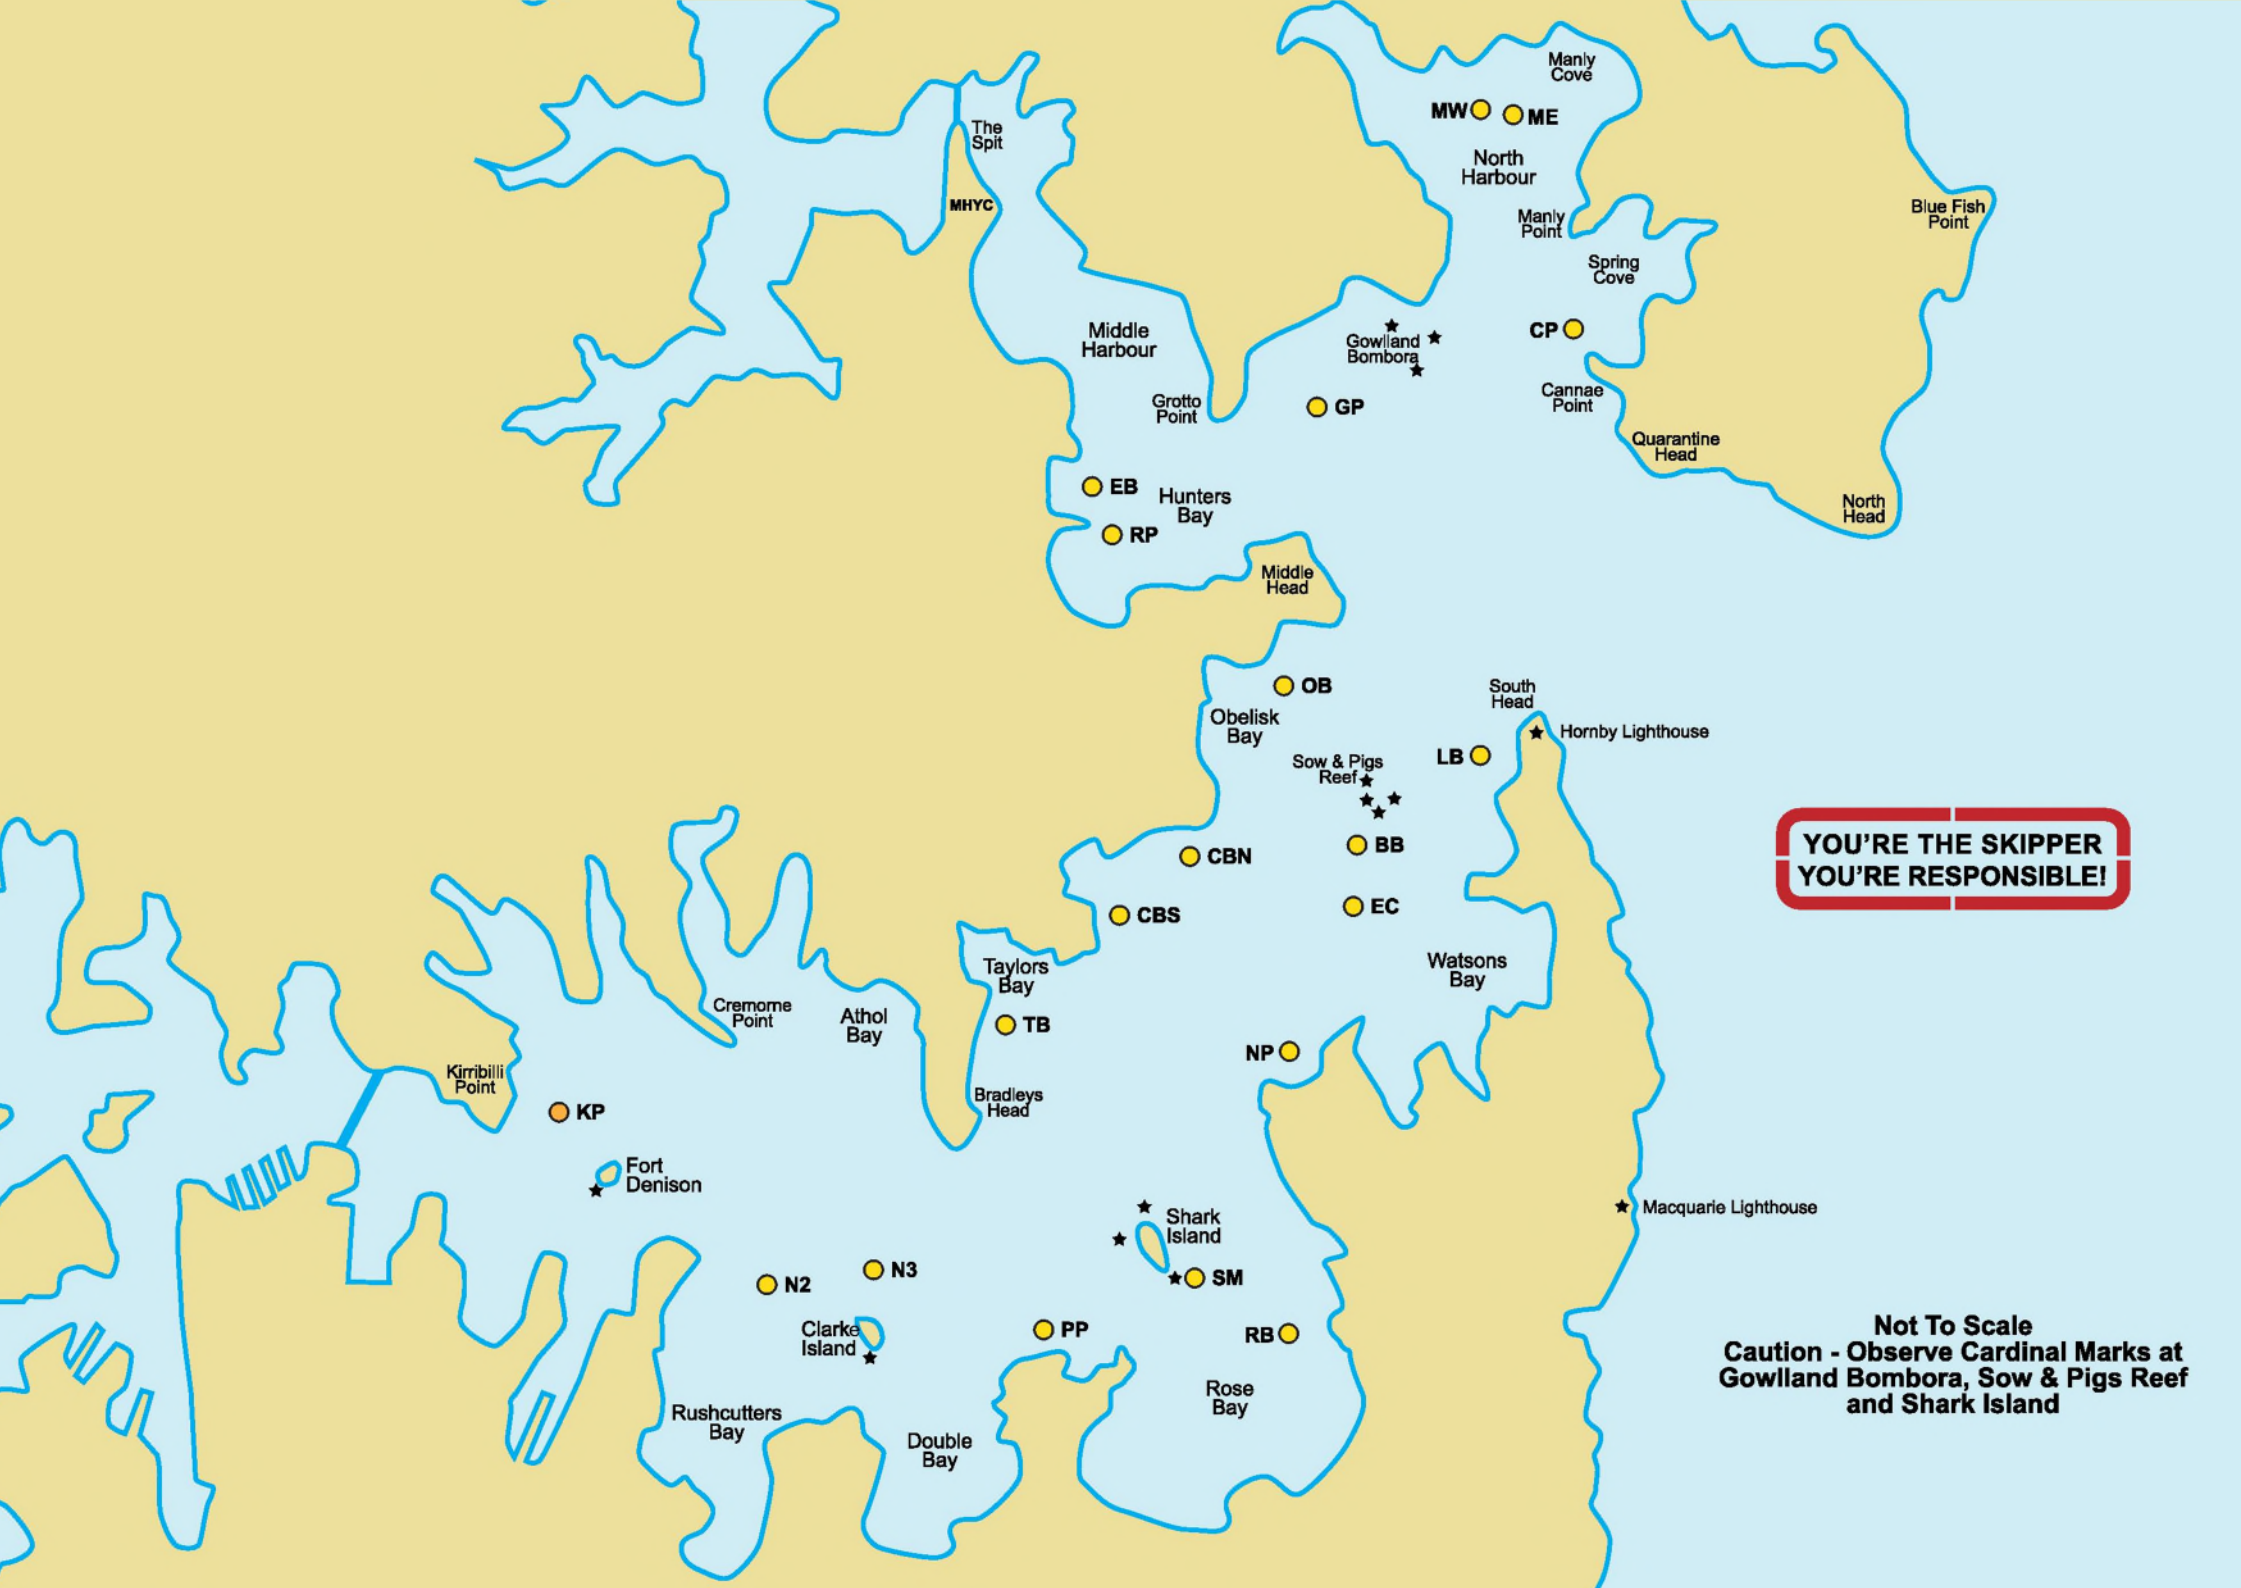 Manly
Cove
MW
ME
The
Spit
North
Harbour
MHYC
Blue Fish
Point
Manly
Point
Spring
Cove
Middle
Harbour
CP
Gowlland
Bombora
Grotto
Point
GP
Cannae
Point
Quarantine
Head
EB
Hunters
Bay
North
Head
RP
Middle
Head
OB
South
Head
Obelisk
Bay
Hornby Lighthouse
Sow & Pigs
Reef
LB
YOU'RE THE SKIPPER
YOU'RE RESPONSIBLE!
BB
CBN
EC
CBS
Watsons
Bay
Taylors
Bay
Cremorne
Point
Athol
Bay
TB
NP
Kirribilli
Point
Bradleys
Head
KP
Fort
Denison
Macquarie Lighthouse
Shark
Island
N3
SM
N2
Clarke
Island
PP
RB
Not To Scale
Caution - Observe Cardinal Marks at
Gowlland Bombora, Sow & Pigs Reef
and Shark Island
Rose
Bay
Rushcutters
Bay
Double
Bay